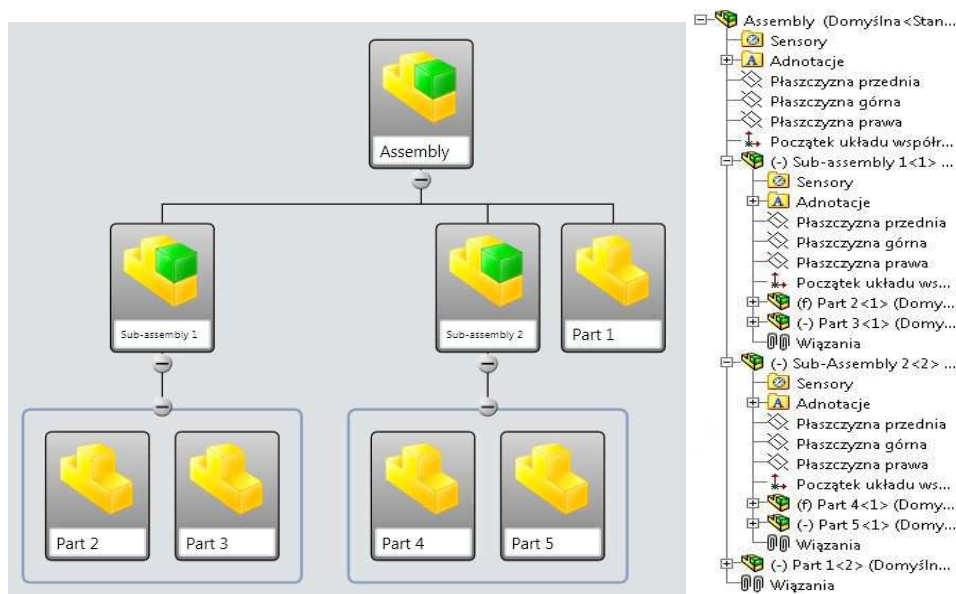 Assembly
Sub-assembly 1
Sub-assembly 2
Part 1
Part 2
Part 3
Part 4
Part 5
Assembly (Domyślna<Stan...
Sensory
Adnotacje
Płaszczyzna przednia
Płaszczyzna górna
Płaszczyzna prawa
Początek układu współr...
(-) Sub-assembly 1<1> ...
Sensory
Adnotacje
Płaszczyzna przednia
Płaszczyzna górna
Płaszczyzna prawa
Początek układu ws...
(f) Part 2<1> (Domy...
(-) Part 3<1> (Domy...
Wiązania
(-) Sub-Assembly 2<2> ...
Sensory
Adnotacje
Płaszczyzna przednia
Płaszczyzna górna
Płaszczyzna prawa
Początek układu ws...
(f) Part 4<1> (Domy...
(-) Part 5<1> (Domy...
Wiązania
(-) Part 1<2> (Domyśln...
Wiązania